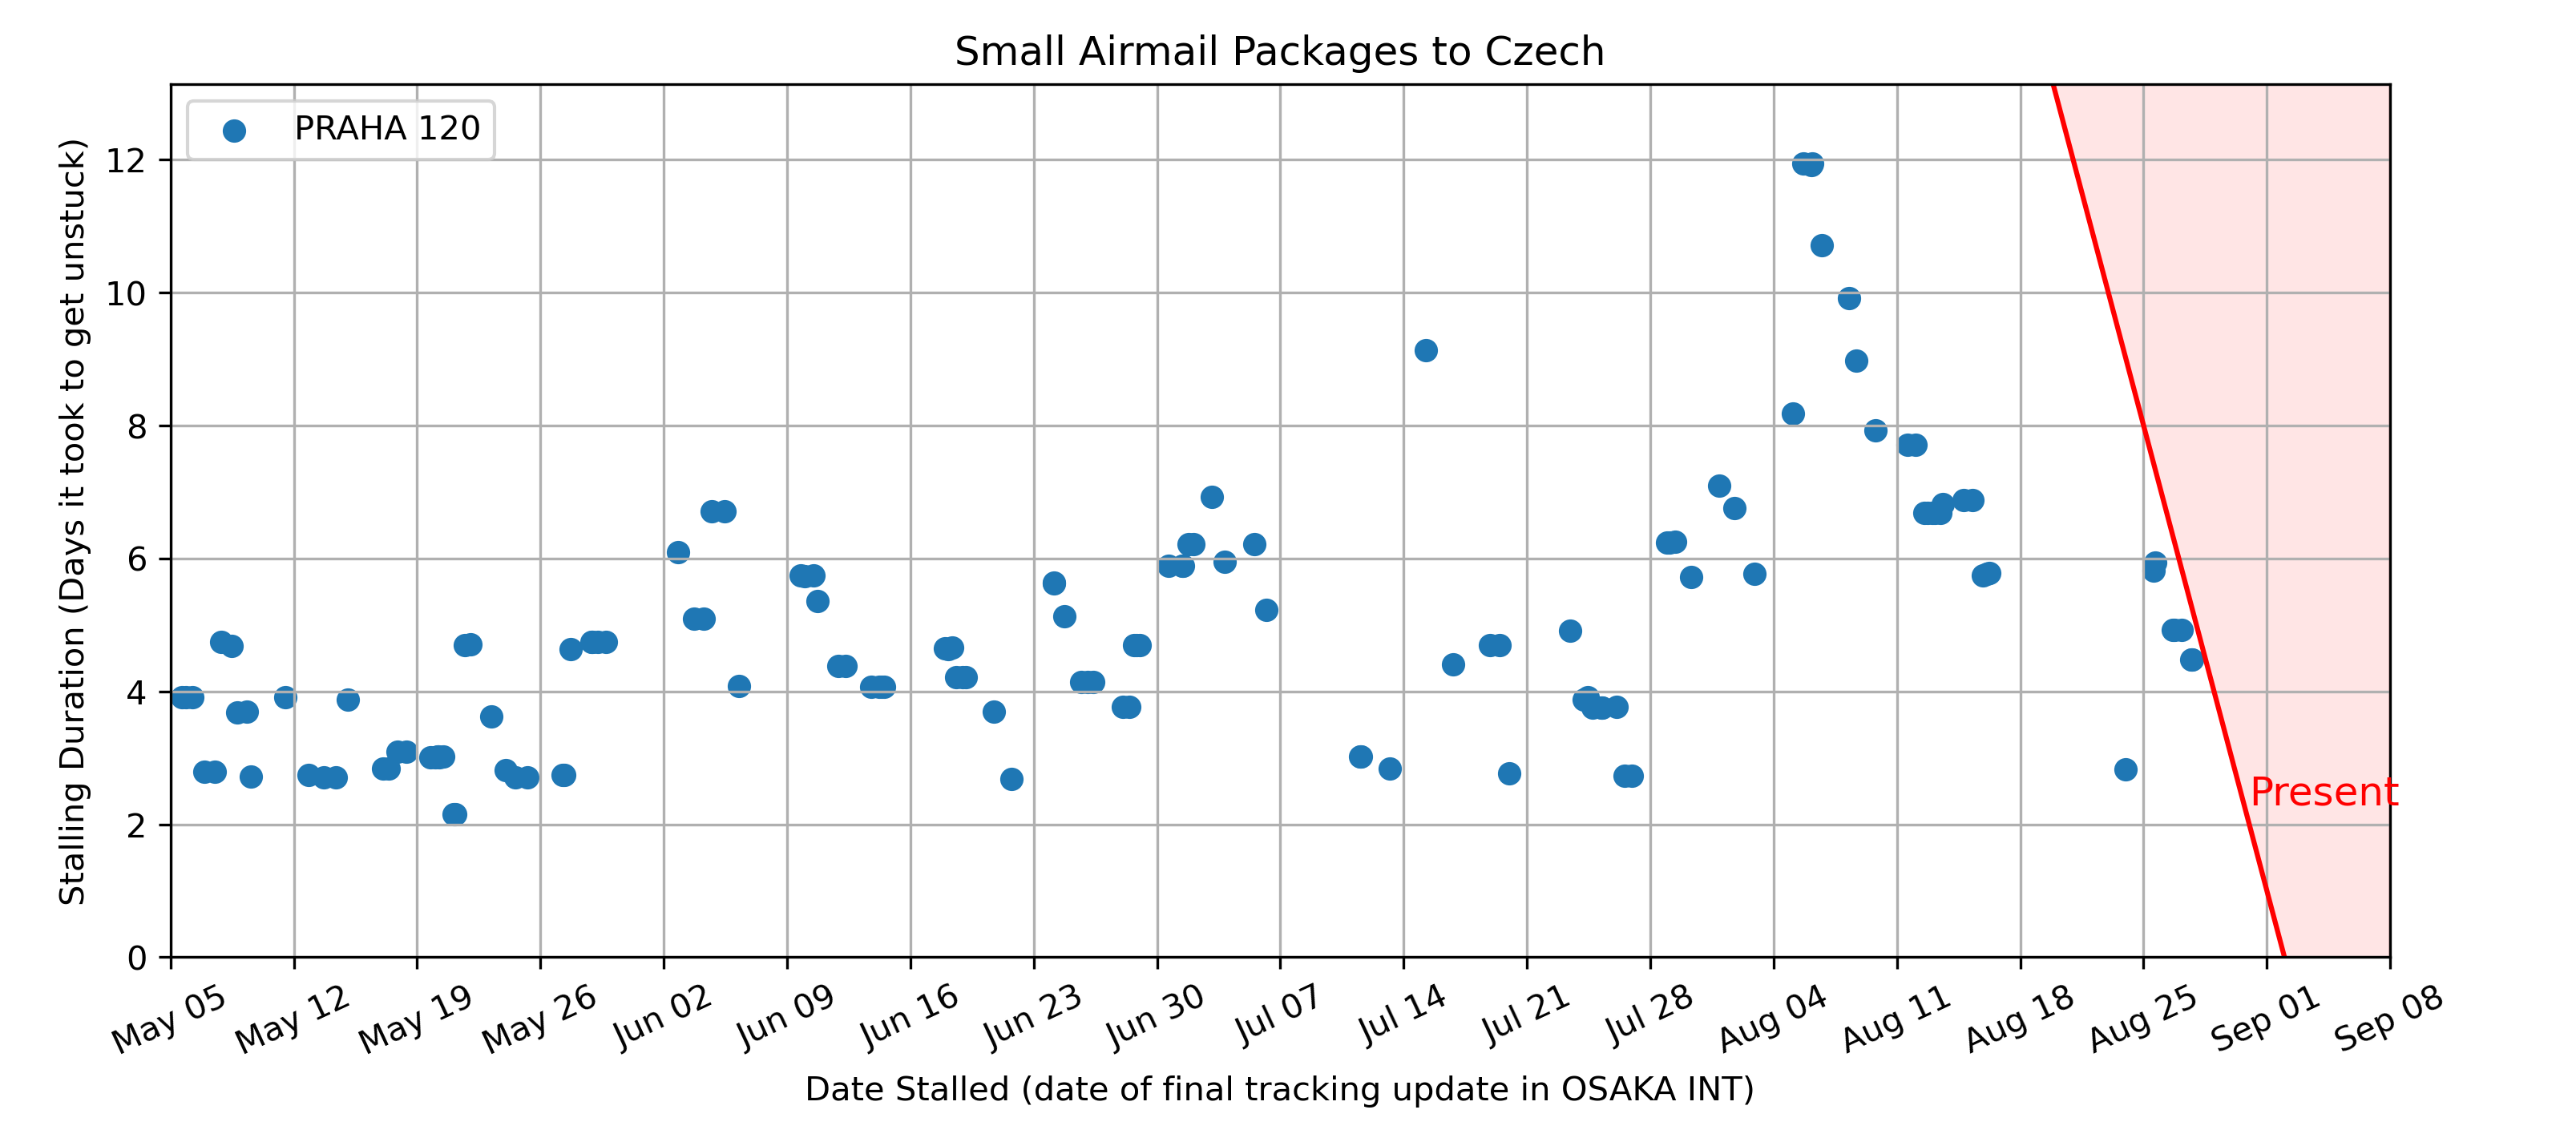 Small Airmail Packages to Czech
PRAHA 120
Stalling Duration (Days it took to get unstuck)
12
10
8
6
4
2
0
Present
May 05
May 12
May 19
May 26
Jun 02
Jun 09
Jun 16
Jun 23
Jun 30
Jul 07
Jul 14
Jul 21
Jul 28
Aug 04
Aug 11
Aug 18
Aug 25
Sep 01
Sep 08
Date Stalled (date of final tracking update in OSAKA INT)